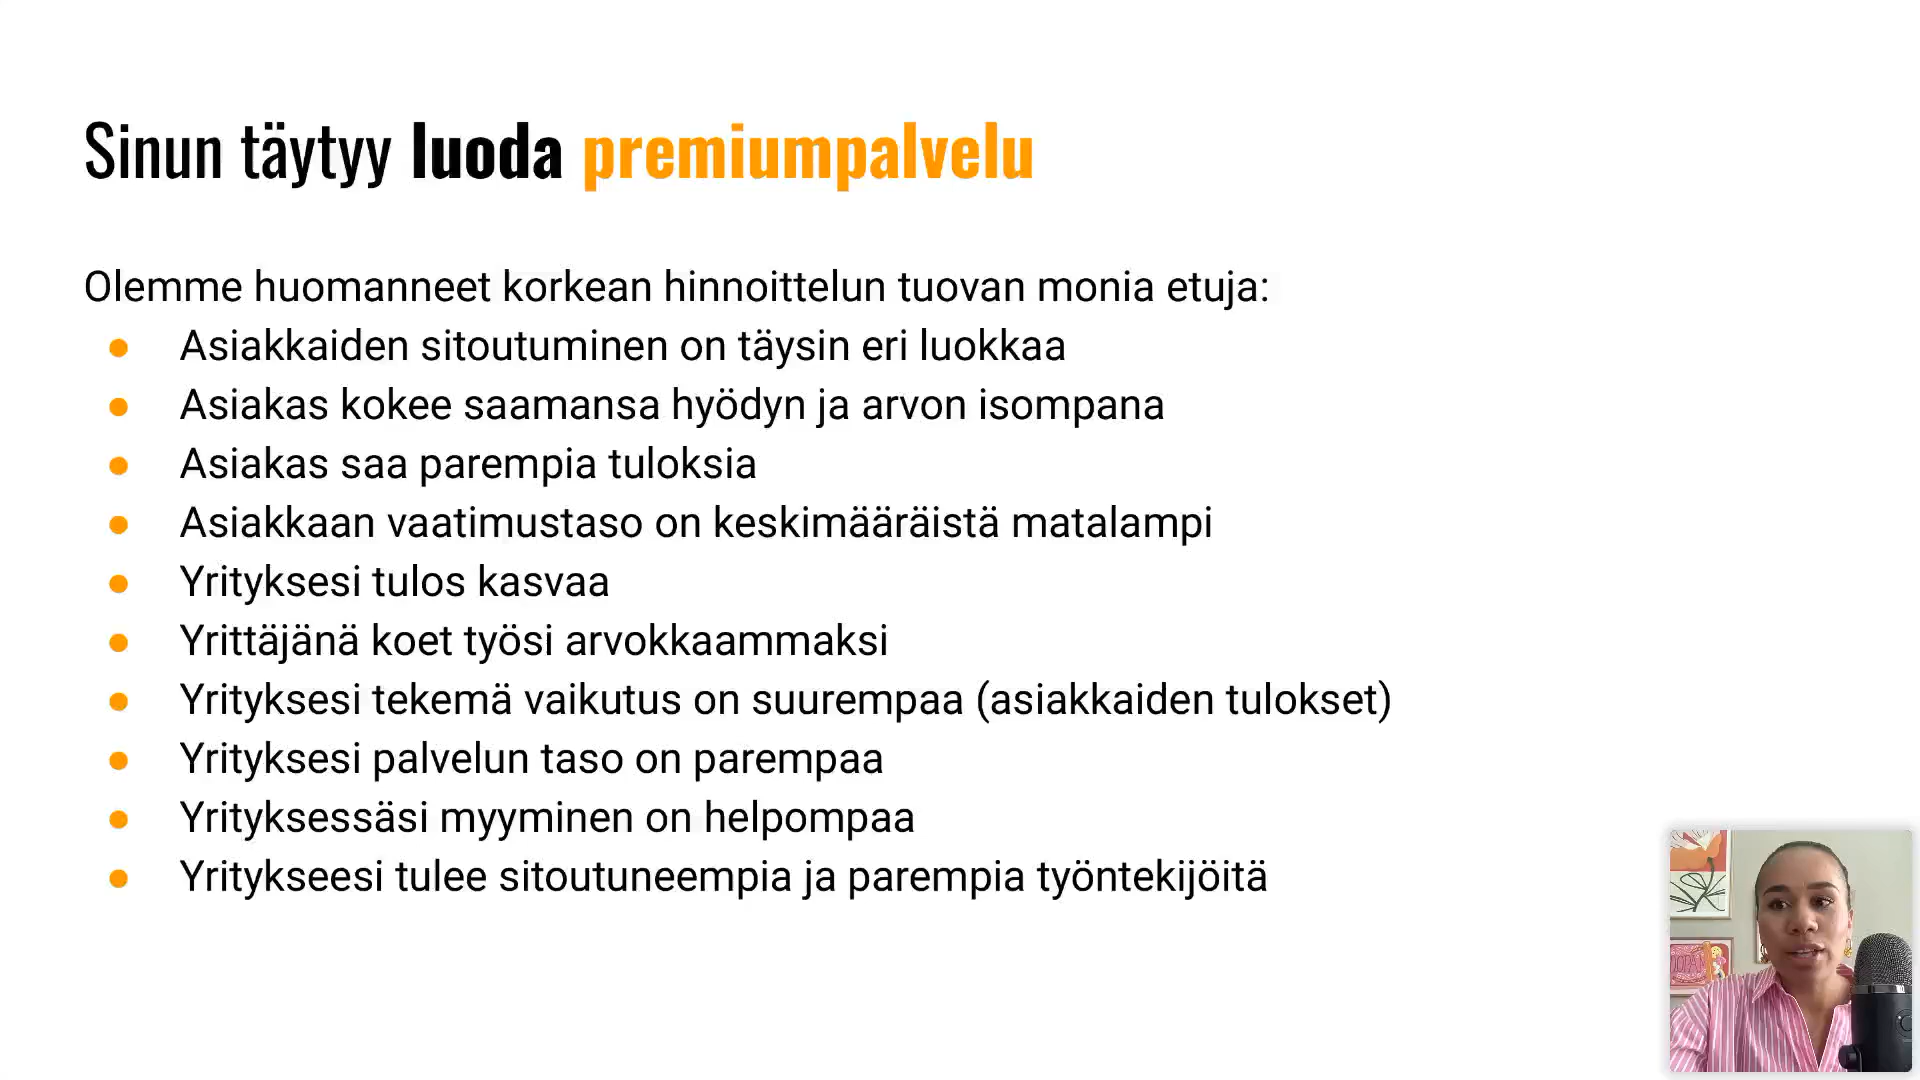 Sinun täytyy luoda premiumpalvelu
Olemme huomanneet korkean hinnoittelun tuovan monia etuja:
● Asiakkaiden sitoutuminen on täysin eri luokkaa
● Asiakas kokee saamansa hyödyn ja arvon isompana
● Asiakas saa parempia tuloksia
● Asiakkaan vaatimustaso on keskimääräistä matalampi
● Yrityksesi tulos kasvaa
● Yrittäjänä koet työsi arvokkaammaksi
● Yrityksesi tekemä vaikutus on suurempaa (asiakkaiden tulokset)
● Yrityksesi palvelun taso on parempaa
● Yrityksessäsi myyminen on helpompaa
● Yritykseesi tulee sitoutuneempia ja parempia työntekijöitä